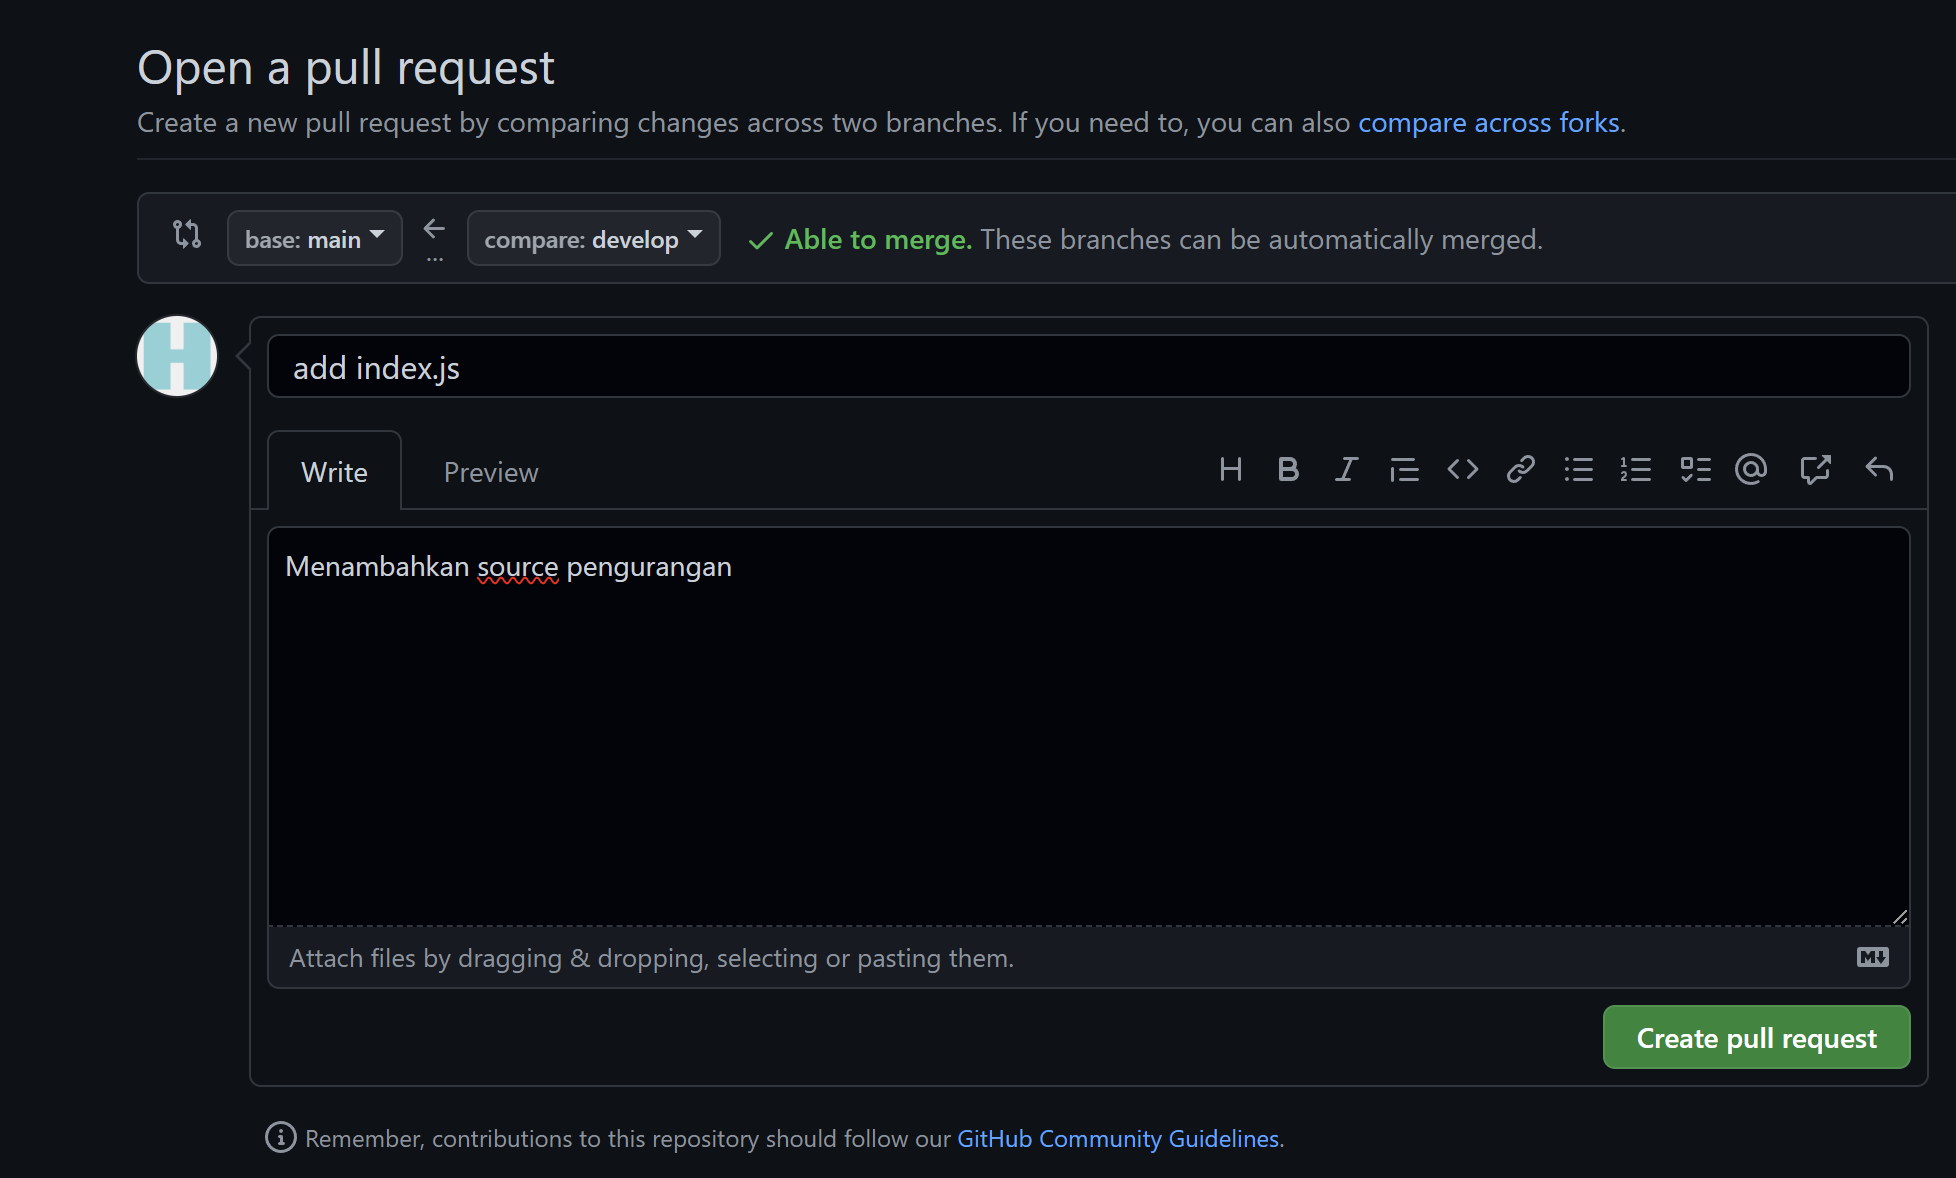 Open a pull request
Create a new pull request by comparing changes across two branches. If you need to, you can also compare across forks.
base: main ← ... compare: develop ✓ Able to merge. These branches can be automatically merged.
add index.js
Write Preview
Menambahkan source pengurangan
Attach files by dragging & dropping, selecting or pasting them.
Create pull request
Remember, contributions to this repository should follow our GitHub Community Guidelines.